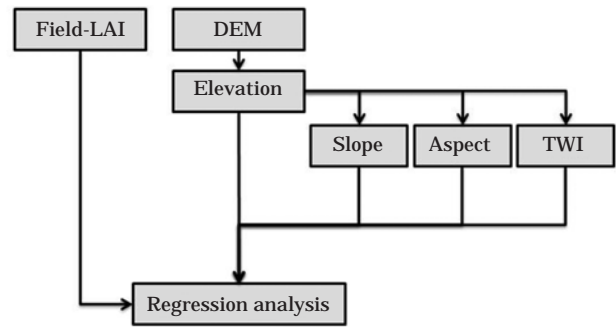 Field-LAI
DEM
Elevation
Slope
Aspect
TWI
Regression analysis